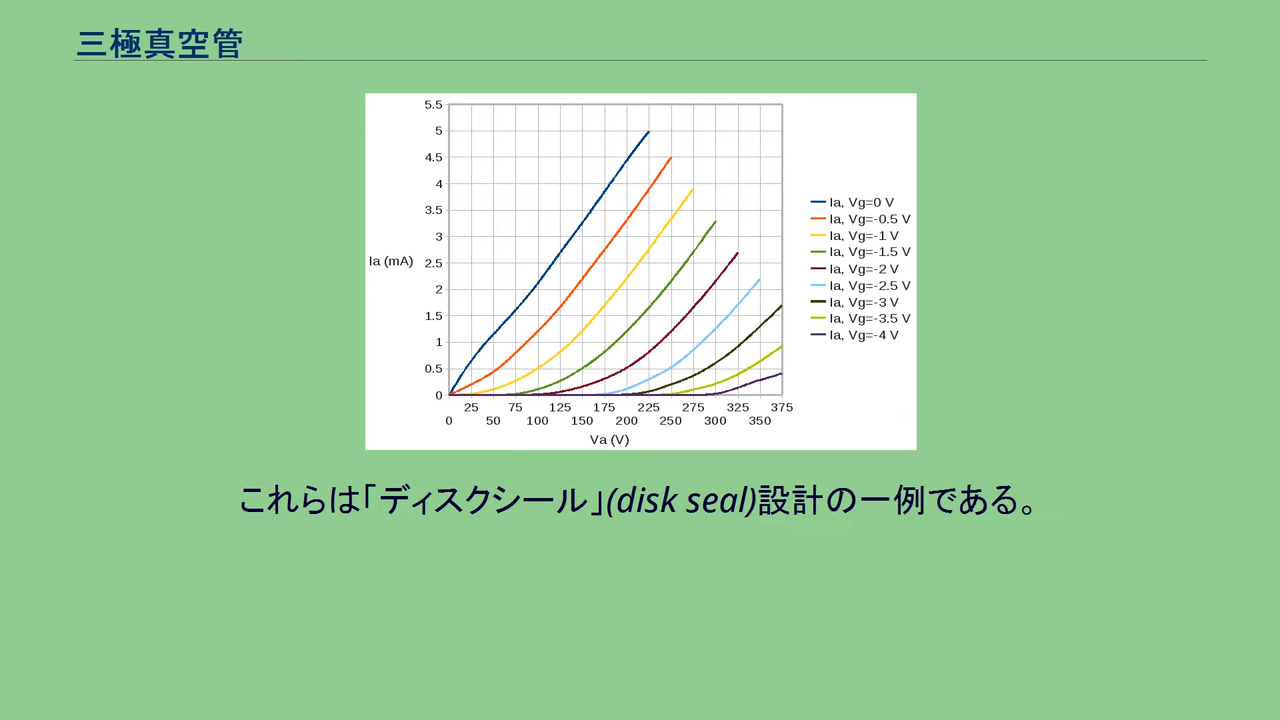 三極真空管
5.5
5
4.5
4
3.5
3
2.5
2
1.5
1
0.5
0
Ia (mA)
25 75 125 175 225 275 325 375
0 50 100 150 200 250 300 350
Va (V)
Ia, Vg=0 V
Ia, Vg=-0.5 V
Ia, Vg=-1 V
Ia, Vg=-1.5 V
Ia, Vg=-2 V
Ia, Vg=-2.5 V
Ia, Vg=-3 V
Ia, Vg=-3.5 V
Ia, Vg=-4 V
これらは「ディスクシール」(disk seal)設計の一例である。